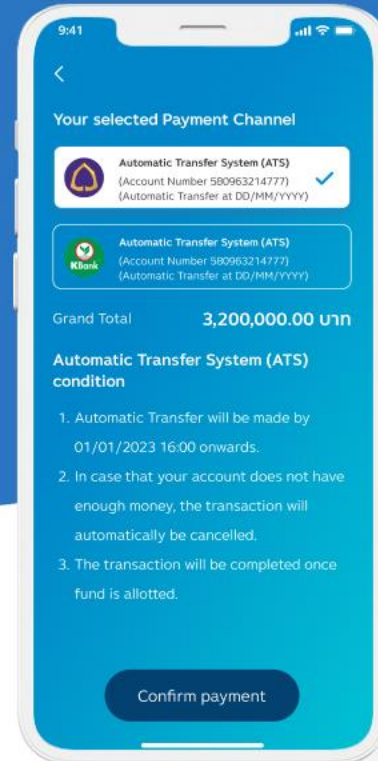 9:41
Your selected Payment Channel
Automatic Transfer System (ATS)
(Account Number 580963214777)
(Automatic Transfer at DD/MM/YYYY)
KBank
Automatic Transfer System (ATS)
(Account Number 580963214777)
(Automatic Transfer at DD/MM/YYYY)
Grand Total 3,200,000.00 บาท
Automatic Transfer System (ATS)
condition
1. Automatic Transfer will be made by
01/01/2023 16:00 onwards.
2. In case that your account does not have
enough money, the transaction will
automatically be cancelled.
3. The transaction will be completed once
fund is allotted.
Confirm payment